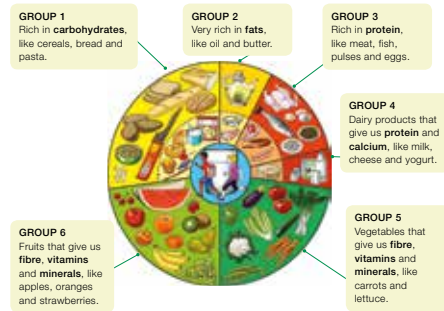 GROUP 1
Rich in carbohydrates,
like cereals, bread and
pasta.
GROUP 2
Very rich in fats,
like oil and butter.
GROUP 3
Rich in protein,
like meat, fish,
pulses and eggs.
GROUP 4
Dairy products that
give us protein and
calcium, like milk,
cheese and yogurt.
GROUP 6
Fruits that give us
fibre, vitamins
and minerals, like
apples, oranges
and strawberries.
GROUP 5
Vegetables that
give us fibre,
vitamins and
minerals, like
carrots and
lettuce.